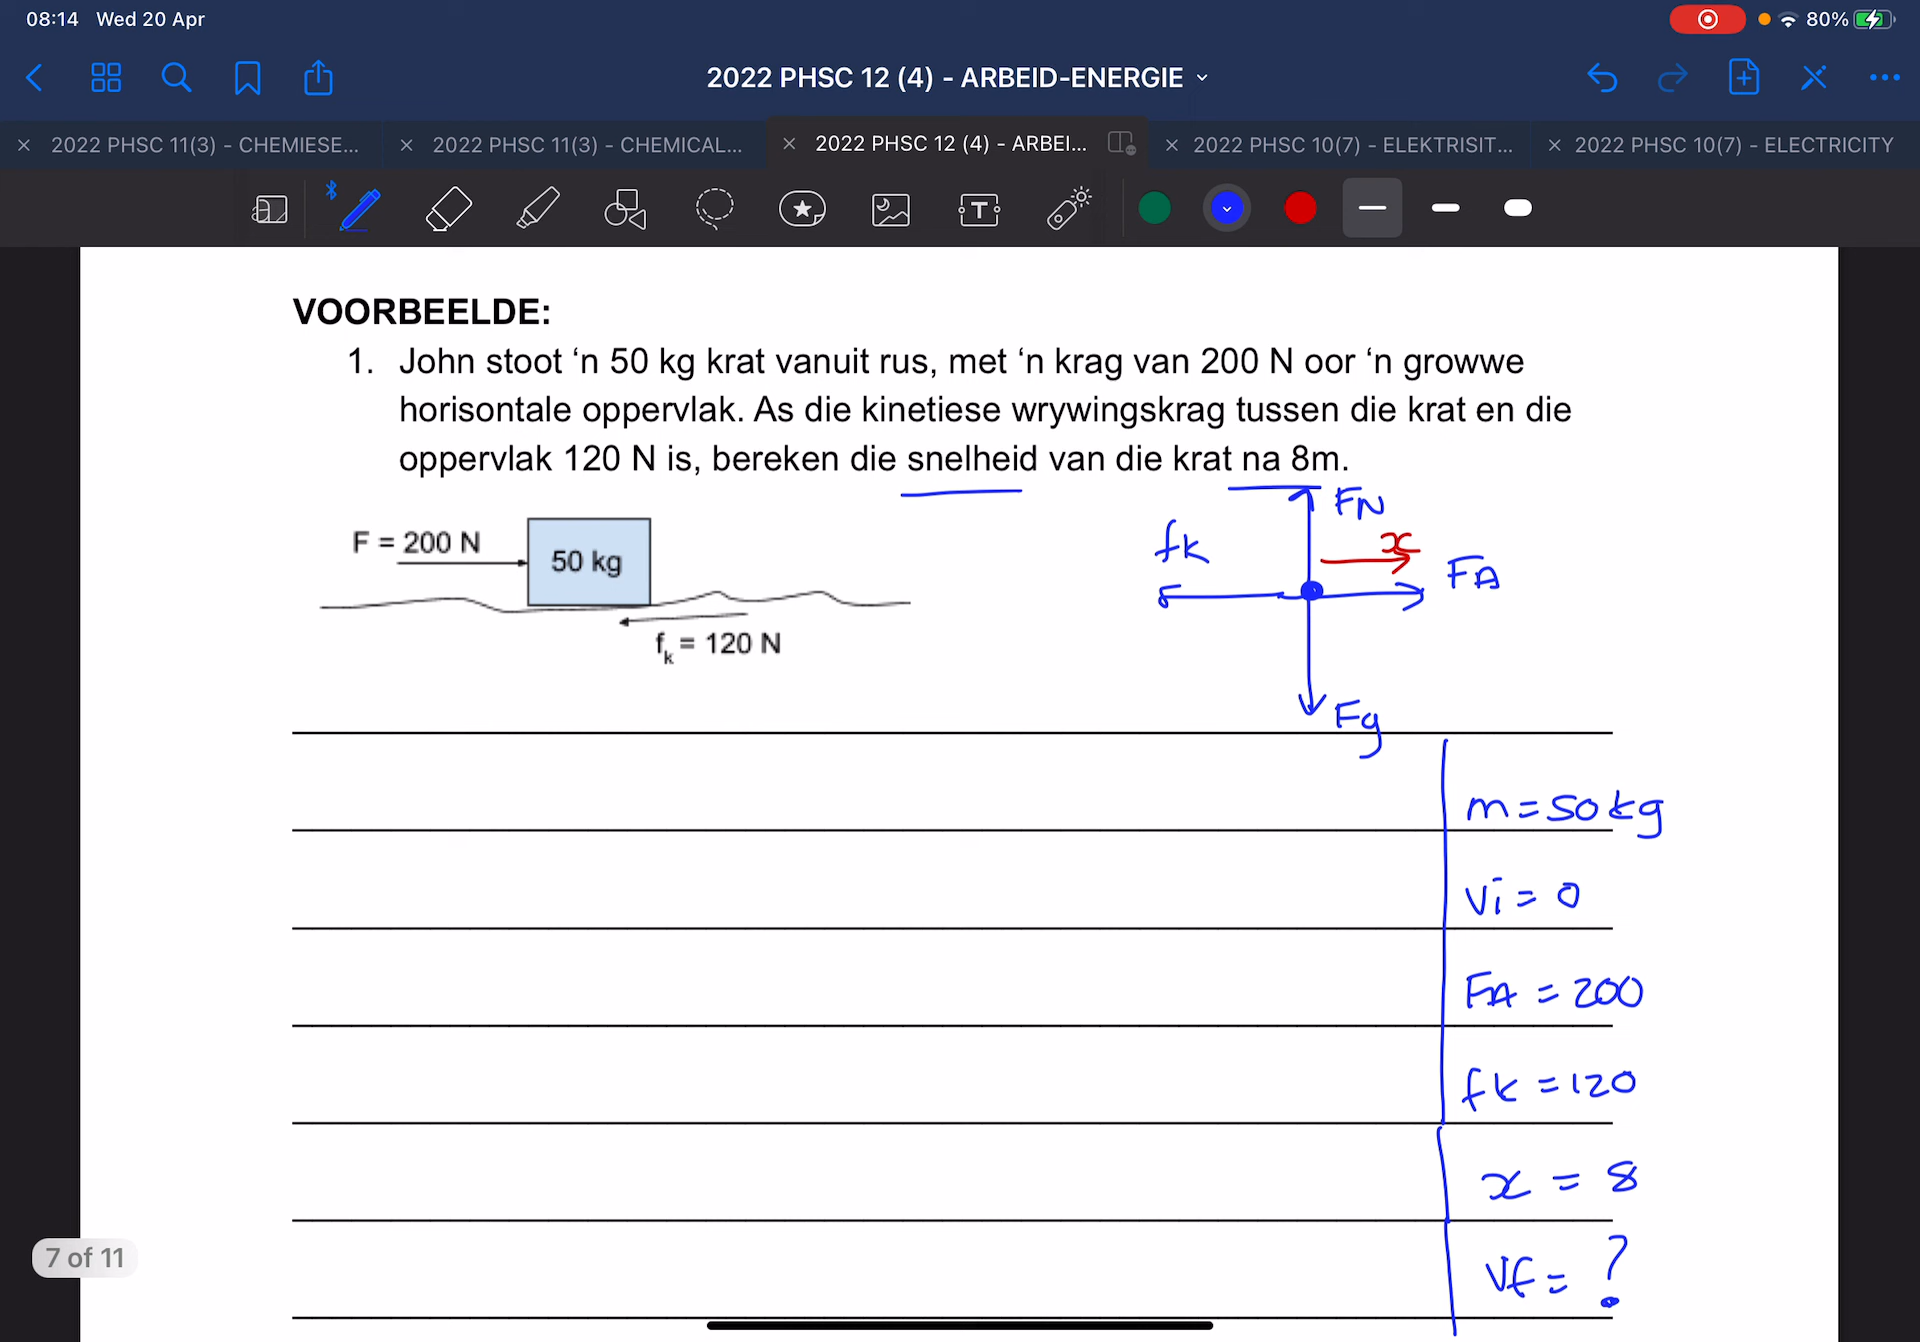 08:14 Wed 20 Apr
80%
2022 PHSC 12 (4) - ARBEID-ENERGIE
2022 PHSC 11(3) - CHEMIESE...
2022 PHSC 11(3) - CHEMICAL...
2022 PHSC 12 (4) - ARBEI...
2022 PHSC 10(7) - ELEKTRISIT...
2022 PHSC 10(7) - ELECTRICITY
VOORBEELDE:
1. John stoot ‘n 50 kg krat vanuit rus, met ‘n krag van 200 N oor ‘n growwe
horisontale oppervlak. As die kinetiese wrywingskrag tussen die krat en die
oppervlak 120 N is, bereken die snelheid van die krat na 8m.
F = 200 N
50 kg
fk = 120 N
FN
fk
x
FA
Fg
m = 50 kg
vi = 0
FA = 200
fk = 120
x = 8
vf = ?
7 of 11